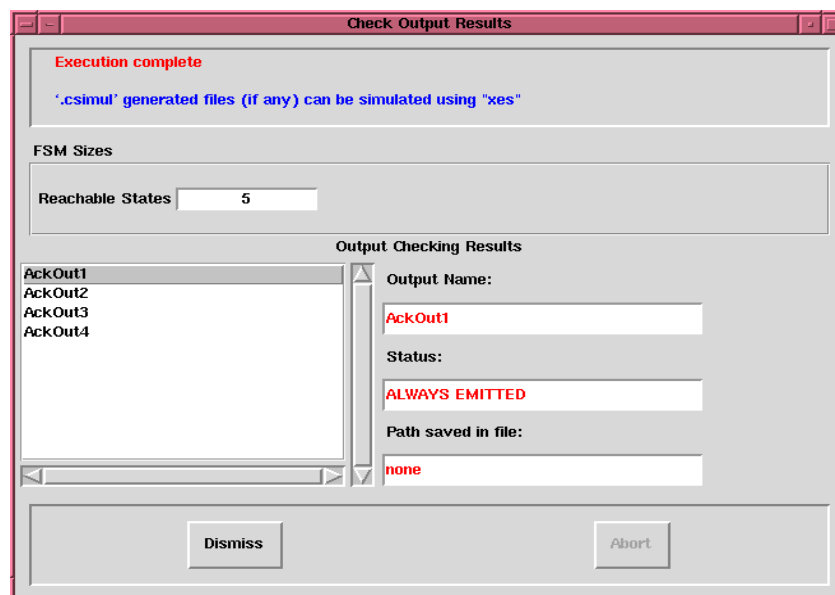 Check Output Results
Execution complete
'.csimul' generated files (if any) can be simulated using "xes"
FSM Sizes
Reachable States 5
Output Checking Results
AckOut1
AckOut2
AckOut3
AckOut4
Output Name:
AckOut1
Status:
ALWAYS EMITTED
Path saved in file:
none
Dismiss
Abort